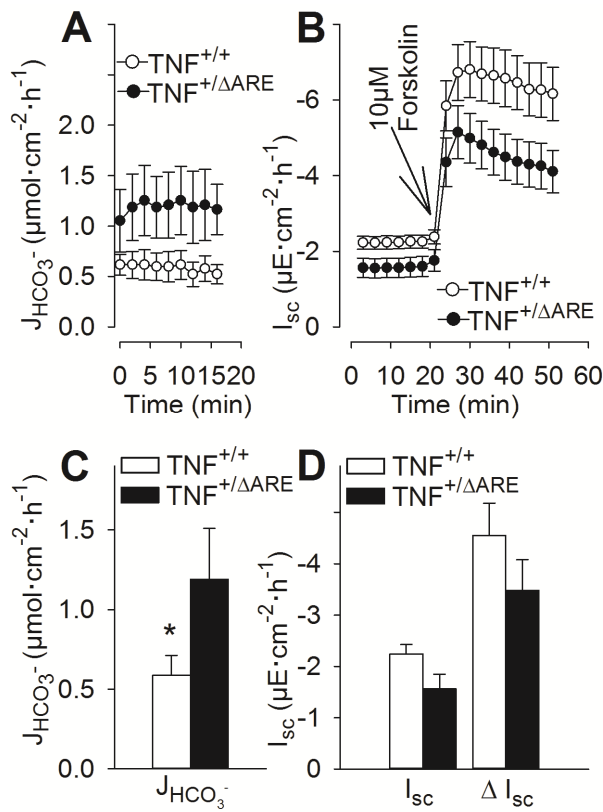 A
TNF+/+
TNF+/ΔARE
2.0
1.5
1.0
0.5
0.0
JHCO3- (µmol·cm-2·h-1)
0 5 10 15 20
Time (min)
B
10µM
Forskolin
-6
-4
-2
0
Isc (µE·cm-2·h-1)
TNF+/+
TNF+/ΔARE
0 10 20 30 40 50 60
Time (min)
C
TNF+/+
TNF+/ΔARE
1.5
1.0
0.5
0.0
JHCO3- (µmol·cm-2·h-1)
*
JHCO3-
D
TNF+/+
TNF+/ΔARE
-4
-3
-2
-1
0
Isc (µE·cm-2·h-1)
Isc Δ Isc